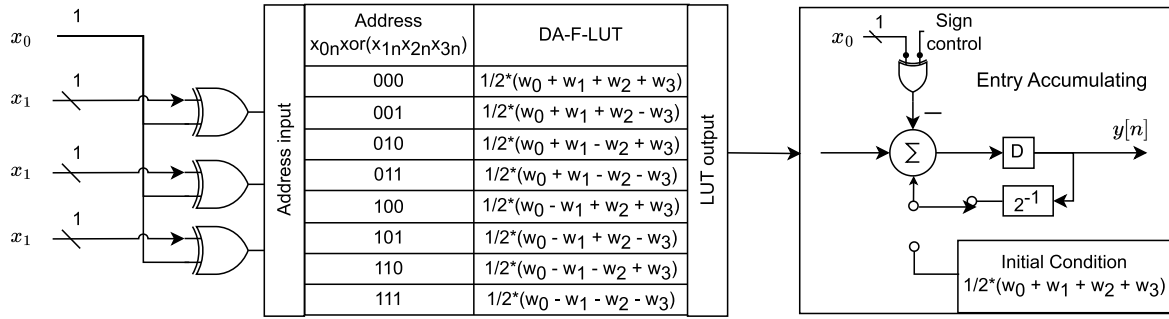 1
x₀
1
x₁
1
x₁
1
x₁
Address input
Address
x₀ₙxor(x₁ₙx₂ₙx₃ₙ)
DA-F-LUT
000 1/2*(w₀ + w₁ + w₂ + w₃)
001 1/2*(w₀ + w₁ + w₂ - w₃)
010 1/2*(w₀ + w₁ - w₂ + w₃)
011 1/2*(w₀ + w₁ - w₂ - w₃)
100 1/2*(w₀ - w₁ + w₂ + w₃)
101 1/2*(w₀ - w₁ + w₂ - w₃)
110 1/2*(w₀ - w₁ - w₂ + w₃)
111 1/2*(w₀ - w₁ - w₂ - w₃)
LUT output
1
x₀
Sign
control
Entry Accumulating
−
Σ
D
y[n]
2⁻¹
Initial Condition
1/2*(w₀ + w₁ + w₂ + w₃)